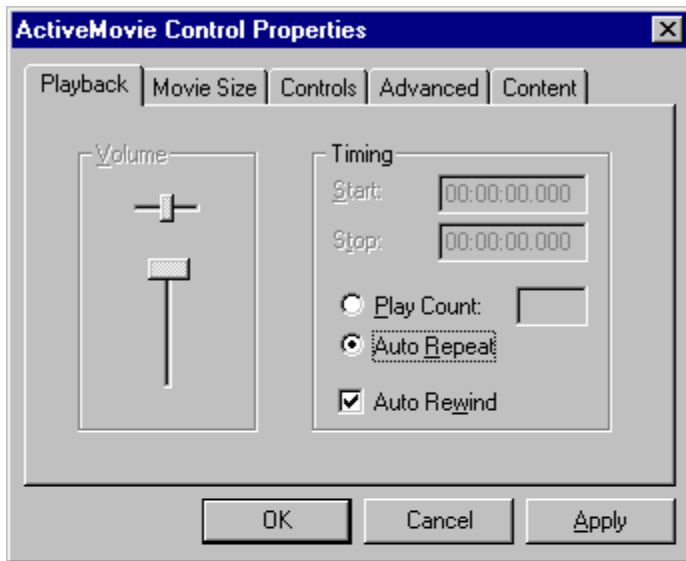 ActiveMovie Control Properties
Playback Movie Size Controls Advanced Content
Volume
Timing
Start: 00:00:00.000
Stop: 00:00:00.000
Play Count:
Auto Repeat
Auto Rewind
OK Cancel Apply